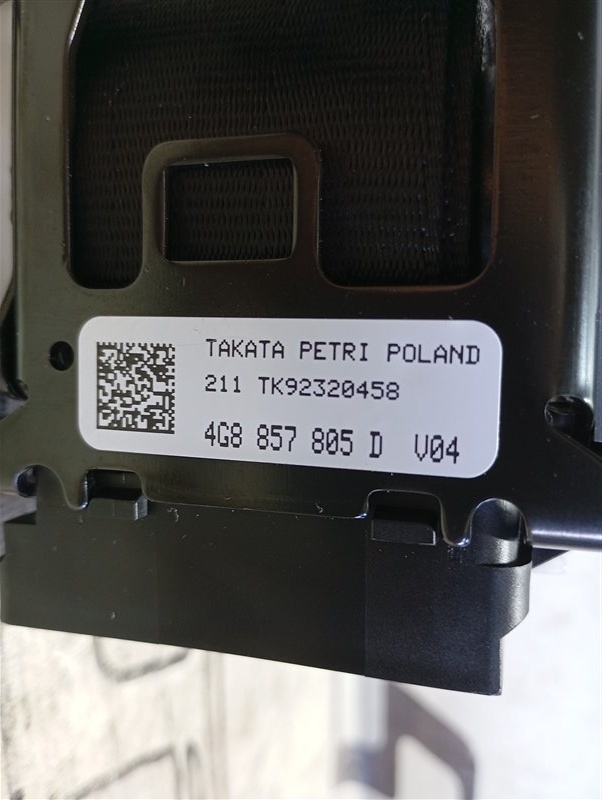 TAKATA PETRI POLAND
211 TK92320458
4G8 857 805 D V04